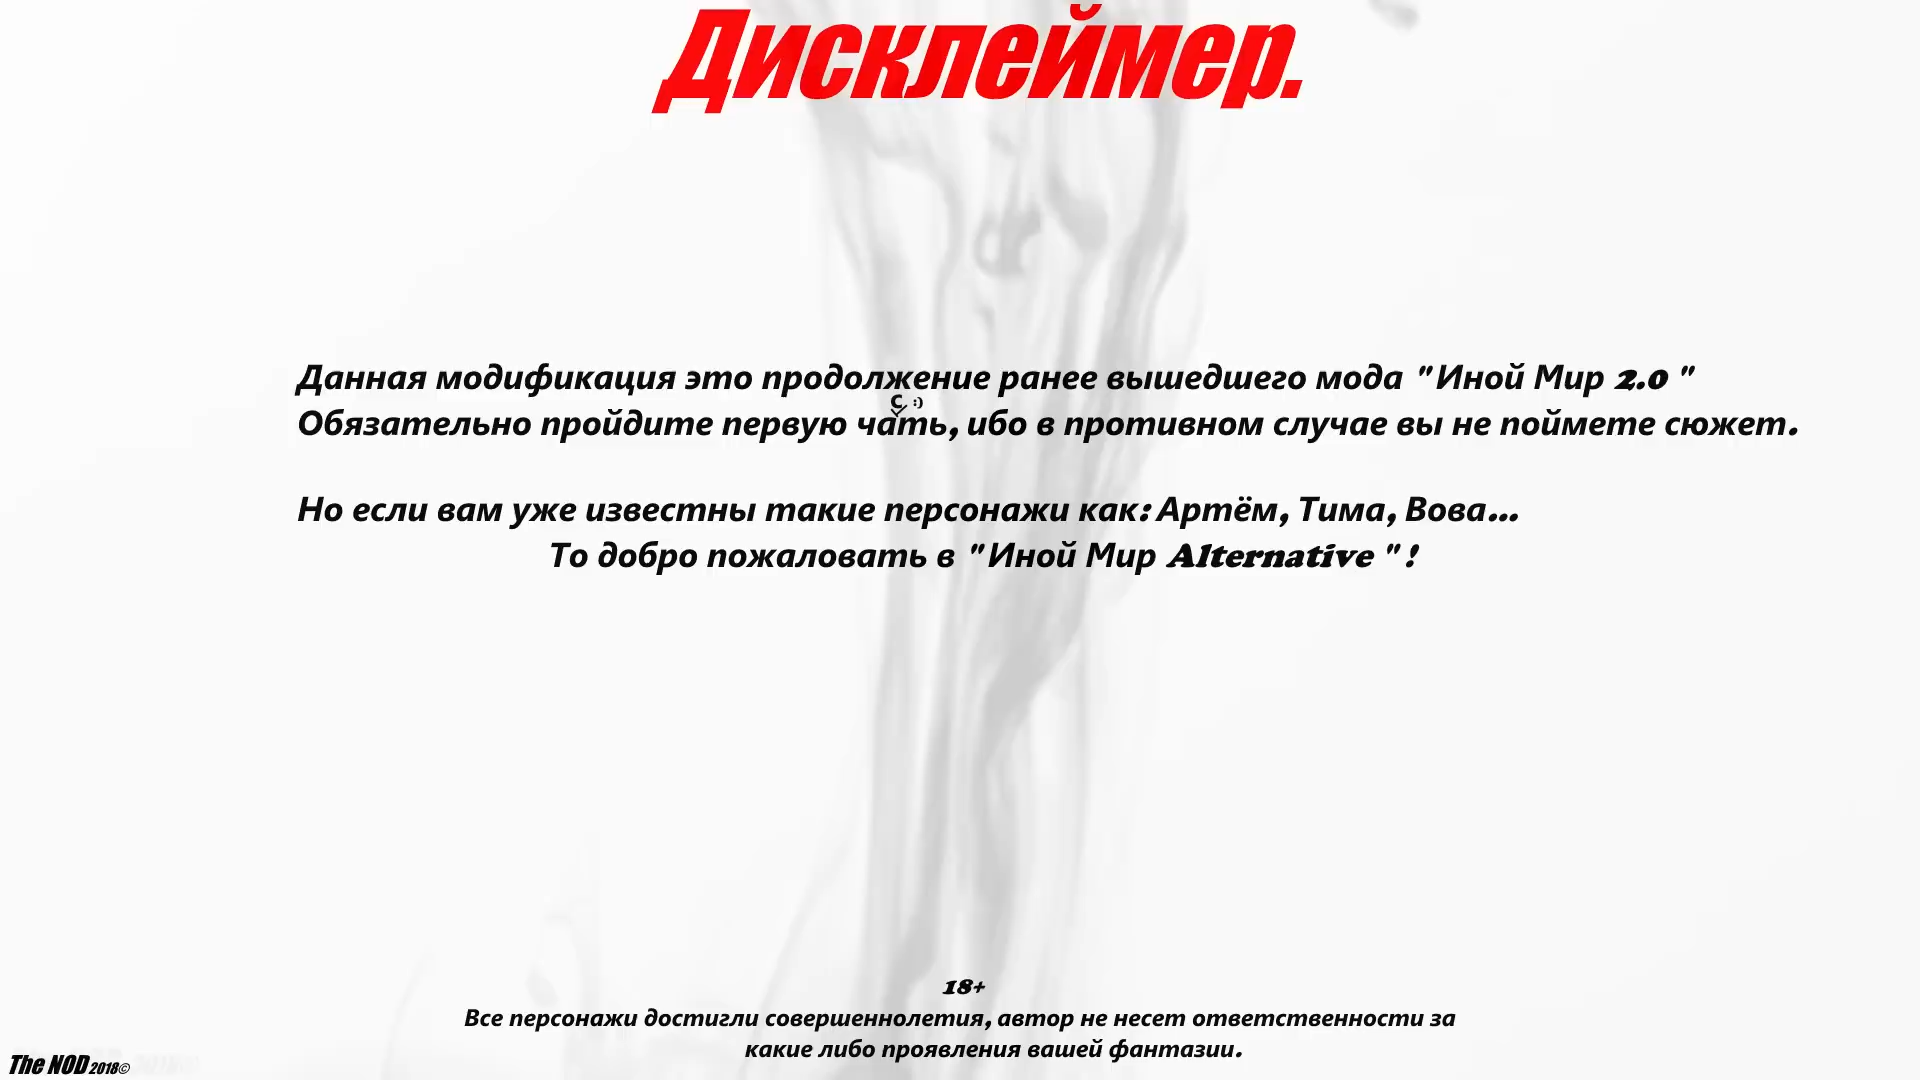 Дисклеймер.
Данная модификация это продолжение ранее вышедшего мода "Иной Мир 2.0 "
с :)
Обязательно пройдите первую чать, ибо в противном случае вы не поймете сюжет.
Но если вам уже известны такие персонажи как: Артём, Тима, Вова...
То добро пожаловать в "Иной Мир Alternative " !
18+
Все персонажи достигли совершеннолетия, автор не несет ответственности за
какие либо проявления вашей фантазии.
The NOD 2018©